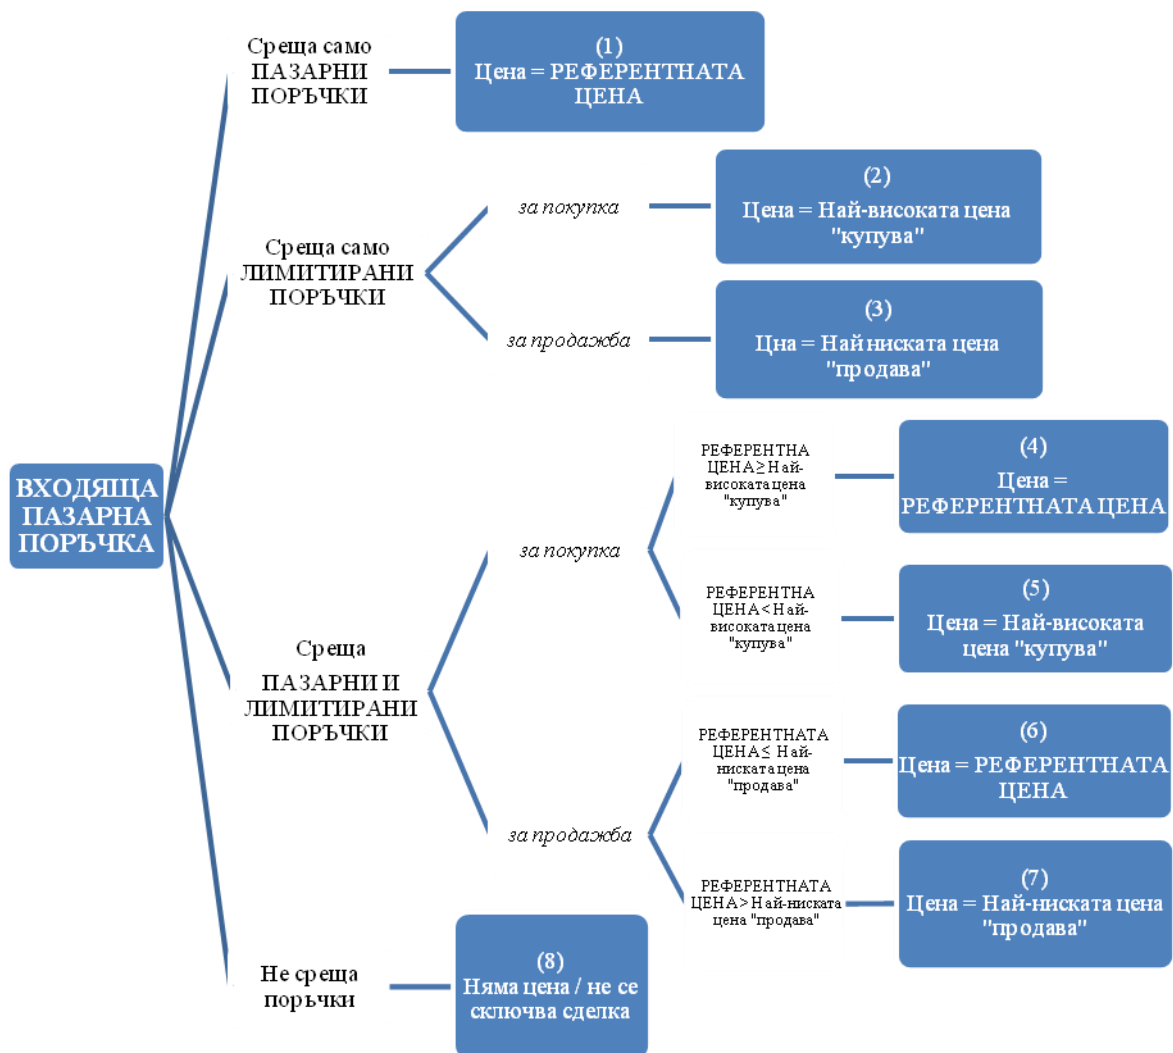 Среща само
ПАЗАРНИ
ПОРЪЧКИ
(1)
Цена = РЕФЕРЕНТНАТА
ЦЕНА
Среща само
ЛИМИТИРАНИ
ПОРЪЧКИ
за покупка
(2)
Цена = Най-високата цена
"купува"
за продажба
(3)
Цна = Най ниската цена
"продава"
ВХОДЯЩА
ПАЗАРНА
ПОРЪЧКА
Среща
ПАЗАРНИ И
ЛИМИТИРАНИ
ПОРЪЧКИ
за покупка
РЕФЕРЕНТНА
ЦЕНА ≥ Най-
високата цена
"купува"
(4)
Цена =
РЕФЕРЕНТНАТА ЦЕНА
РЕФЕРЕНТНА
ЦЕНА < Най-
високата цена
"купува"
(5)
Цена = Най-високата
цена "купува"
за продажба
РЕФЕРЕНТНАТА
ЦЕНА ≤ Най-
ниската цена
"продава"
(6)
Цена = РЕФЕРЕНТНАТА
ЦЕНА
РЕФЕРЕНТНАТА
ЦЕНА > Най-ниската
цена "продава"
(7)
Цена = Най-ниската цена
"продава"
Не среща
поръчки
(8)
Няма цена / не се
сключва сделка